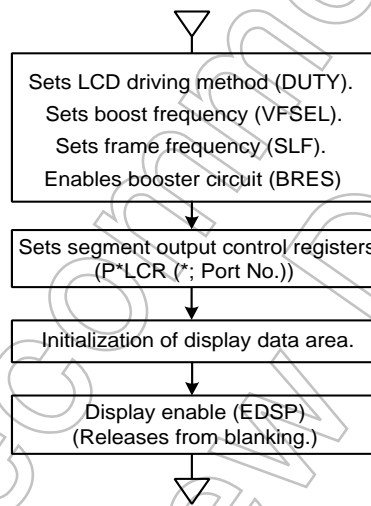 Sets LCD driving method (DUTY).
Sets boost frequency (VFSEL).
Sets frame frequency (SLF).
Enables booster circuit (BRES)
Sets segment output control registers
(P*LCR (*; Port No.))
Initialization of display data area.
Display enable (EDSP)
(Releases from blanking.)